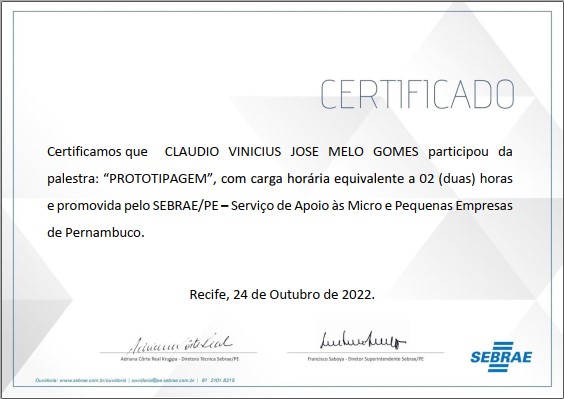 CERTIFICADO
Certificamos que CLAUDIO VINICIUS JOSE MELO GOMES participou da
palestra: “PROTOTIPAGEM”, com carga horária equivalente a 02 (duas) horas
e promovida pelo SEBRAE/PE – Serviço de Apoio às Micro e Pequenas Empresas
de Pernambuco.
Recife, 24 de Outubro de 2022.
Adriana Côrte Real Kruppa - Diretora Técnica Sebrae/PE
Francisco Saboya - Diretor Superintendente Sebrae/PE
SEBRAE
Ouvidoria: www.sebrae.com.br/ouvidoria | ouvidoria@pe.sebrae.com.br | 81 2101.8215